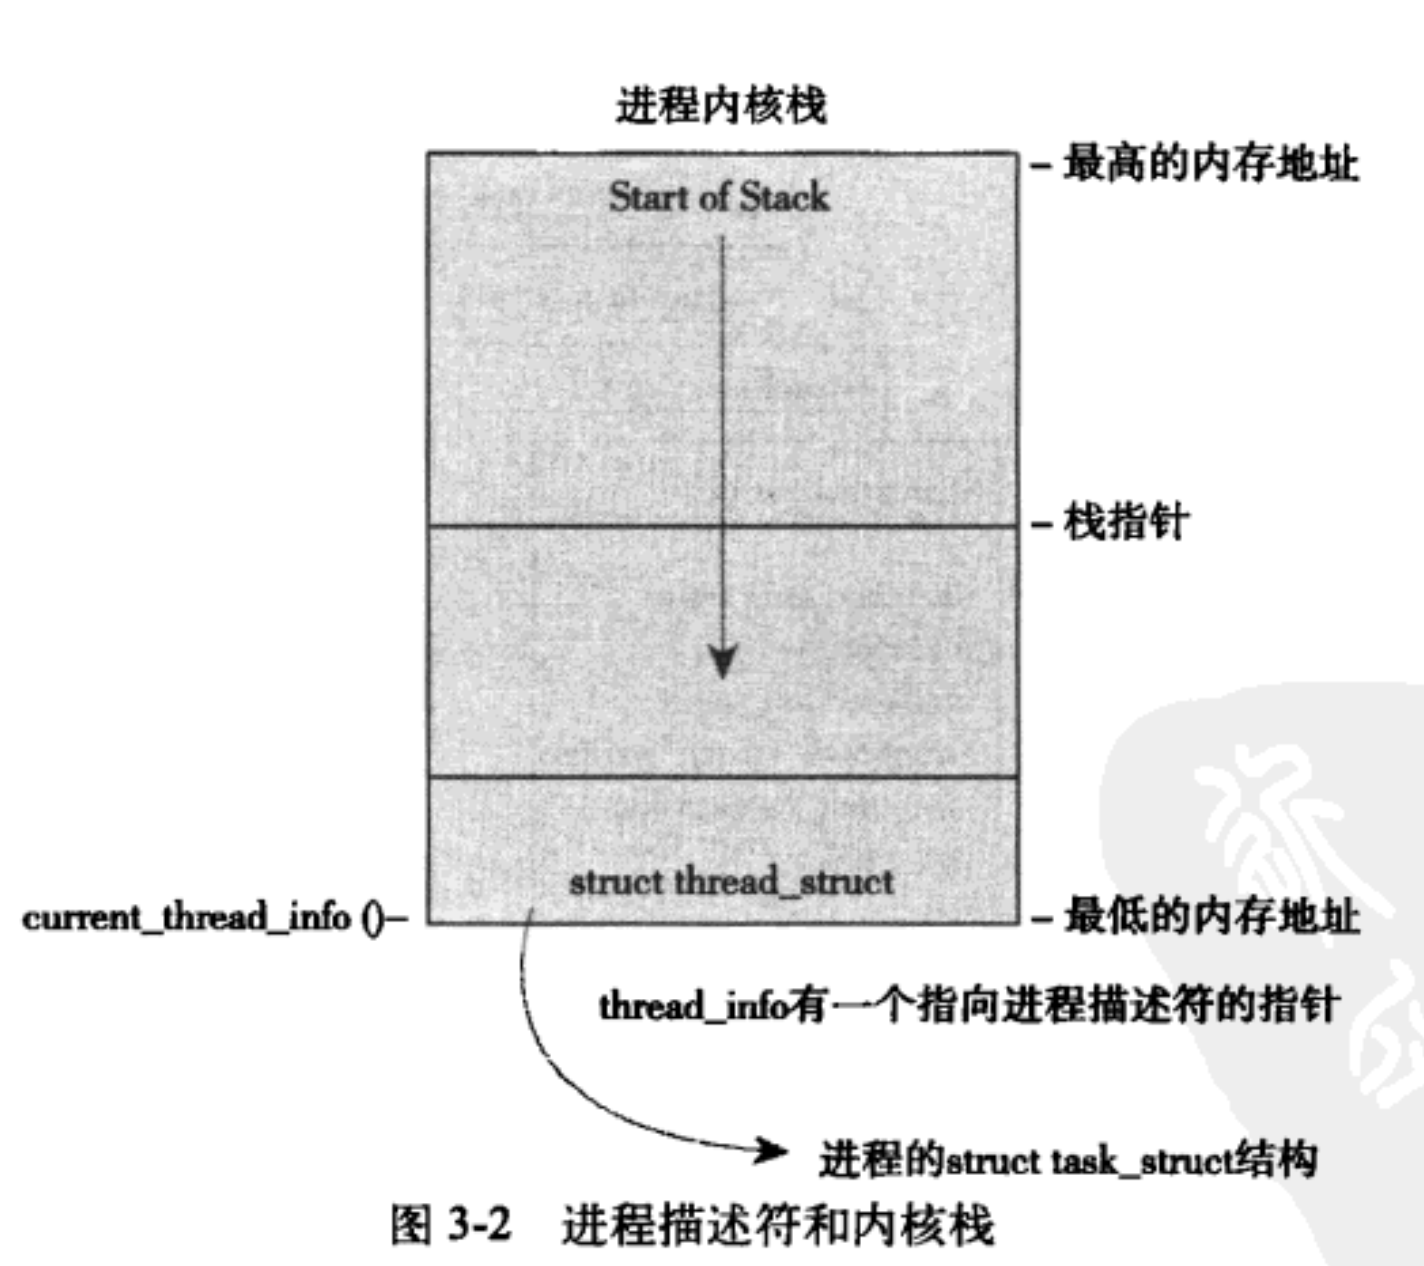 进程内核栈
最高的内存地址
Start of Stack
栈指针
struct thread_struct
current_thread_info ()
最低的内存地址
thread_info有一个指向进程描述符的指针
进程的struct task_struct结构
图 3-2 进程描述符和内核栈